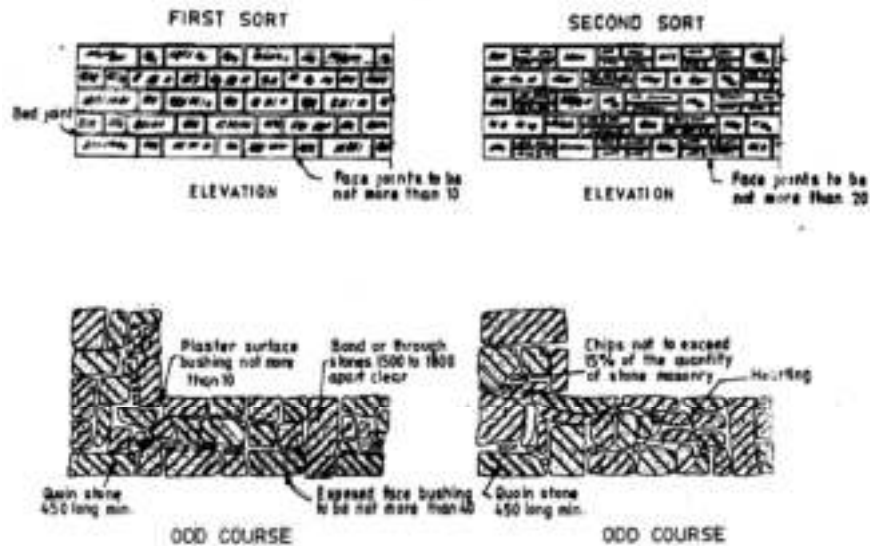 FIRST SORT
SECOND SORT
Bed joint
Face joints to be
not more than 10
ELEVATION
Face joints to be
not more than 20
ELEVATION
Plaster surface
bushing not more
than 10
Bond or through
stones 1500 to 1800
apart clear
Chips not to exceed
15% of the quantity
of stone masonry
Hearting
Quoin stone
450 long min.
Exposed face bushing
to be not more than 40
Quoin stone
450 long min.
ODD COURSE
ODD COURSE